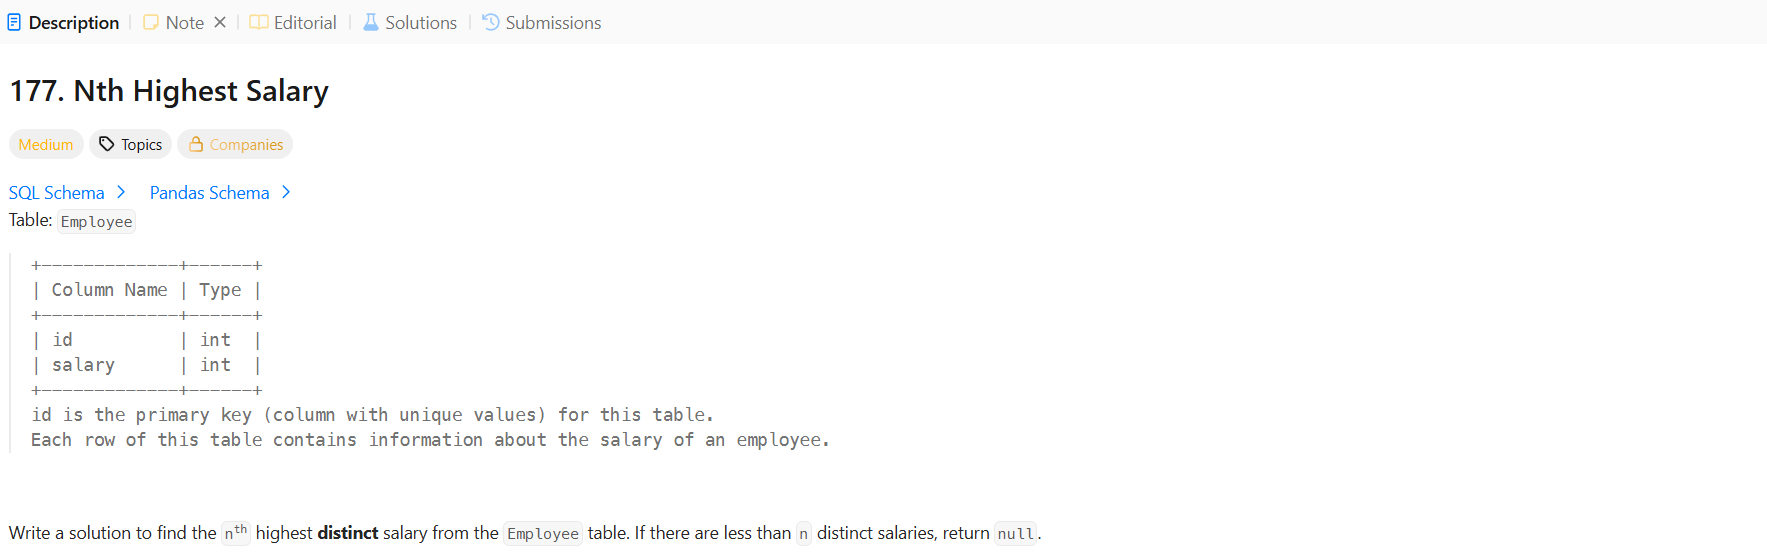 Description | Note × | Editorial | Solutions | Submissions
177. Nth Highest Salary
Medium Topics Companies
SQL Schema > Pandas Schema >
Table: Employee
+-------------+------+
| Column Name | Type |
+-------------+------+
| id          | int  |
| salary      | int  |
+-------------+------+
id is the primary key (column with unique values) for this table.
Each row of this table contains information about the salary of an employee.
Write a solution to find the nth highest distinct salary from the Employee table. If there are less than n distinct salaries, return null.